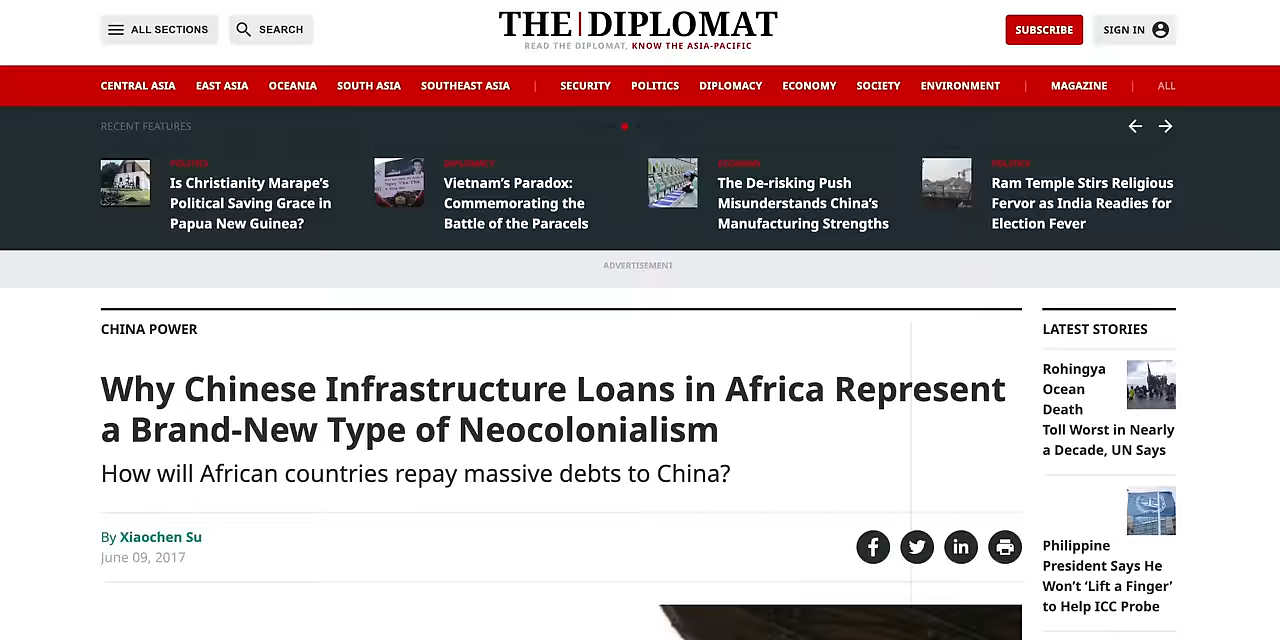 ALL SECTIONS
SEARCH
THE|DIPLOMAT
READ THE DIPLOMAT, KNOW THE ASIA-PACIFIC
SUBSCRIBE
SIGN IN
CENTRAL ASIA EAST ASIA OCEANIA SOUTH ASIA SOUTHEAST ASIA | SECURITY POLITICS DIPLOMACY ECONOMY SOCIETY ENVIRONMENT | MAGAZINE | ALL
RECENT FEATURES
POLITICS
Is Christianity Marape’s
Political Saving Grace in
Papua New Guinea?
DIPLOMACY
Vietnam’s Paradox:
Commemorating the
Battle of the Paracels
ECONOMY
The De-risking Push
Misunderstands China’s
Manufacturing Strengths
POLITICS
Ram Temple Stirs Religious
Fervor as India Readies for
Election Fever
ADVERTISEMENT
CHINA POWER
Why Chinese Infrastructure Loans in Africa Represent
a Brand-New Type of Neocolonialism
How will African countries repay massive debts to China?
By Xiaochen Su
June 09, 2017
LATEST STORIES
Rohingya
Ocean
Death
Toll Worst in Nearly
a Decade, UN Says
Philippine
President Says He
Won’t ‘Lift a Finger’
to Help ICC Probe